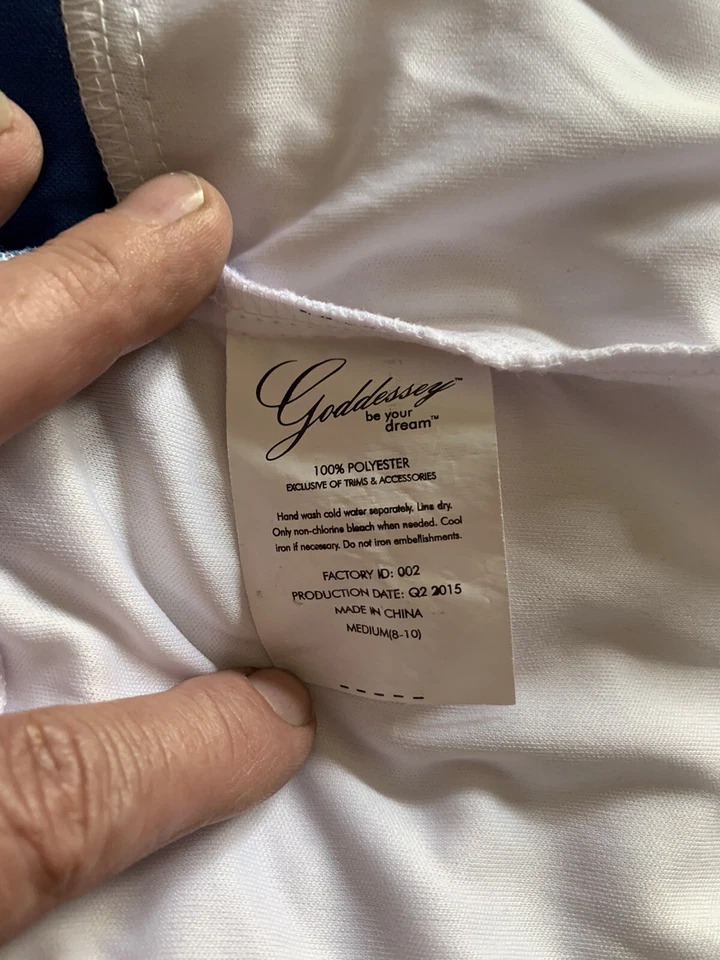 Goddessey™
be your
dream™
100% POLYESTER
EXCLUSIVE OF TRIMS & ACCESSORIES
Hand wash cold water separately. Line dry.
Only non-chlorine bleach when needed. Cool
iron if necessary. Do not iron embellishments.
FACTORY ID: 002
PRODUCTION DATE: Q2 2015
MADE IN CHINA
MEDIUM(8-10)